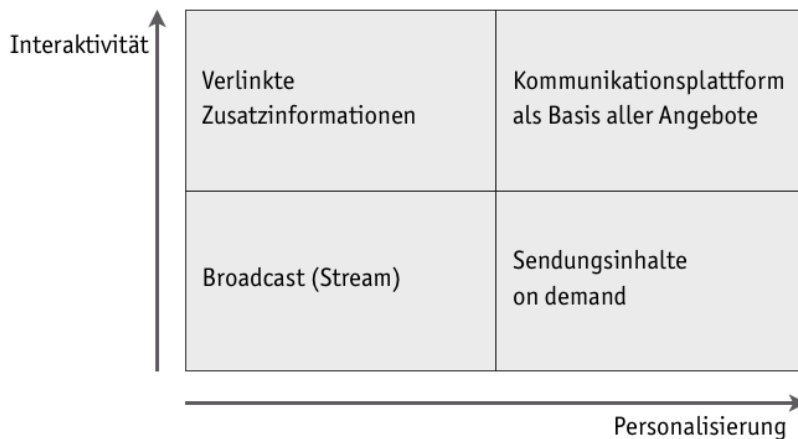 Interaktivität
Verlinkte
Zusatzinformationen
Kommunikationsplattform
als Basis aller Angebote
Broadcast (Stream)
Sendungsinhalte
on demand
Personalisierung